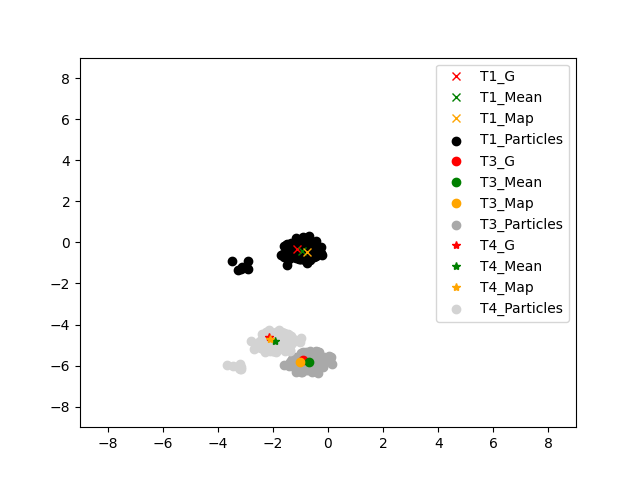 8
6
4
2
0
−2
−4
−6
−8
−8 −6 −4 −2 0 2 4 6 8
T1_G
T1_Mean
T1_Map
T1_Particles
T3_G
T3_Mean
T3_Map
T3_Particles
T4_G
T4_Mean
T4_Map
T4_Particles